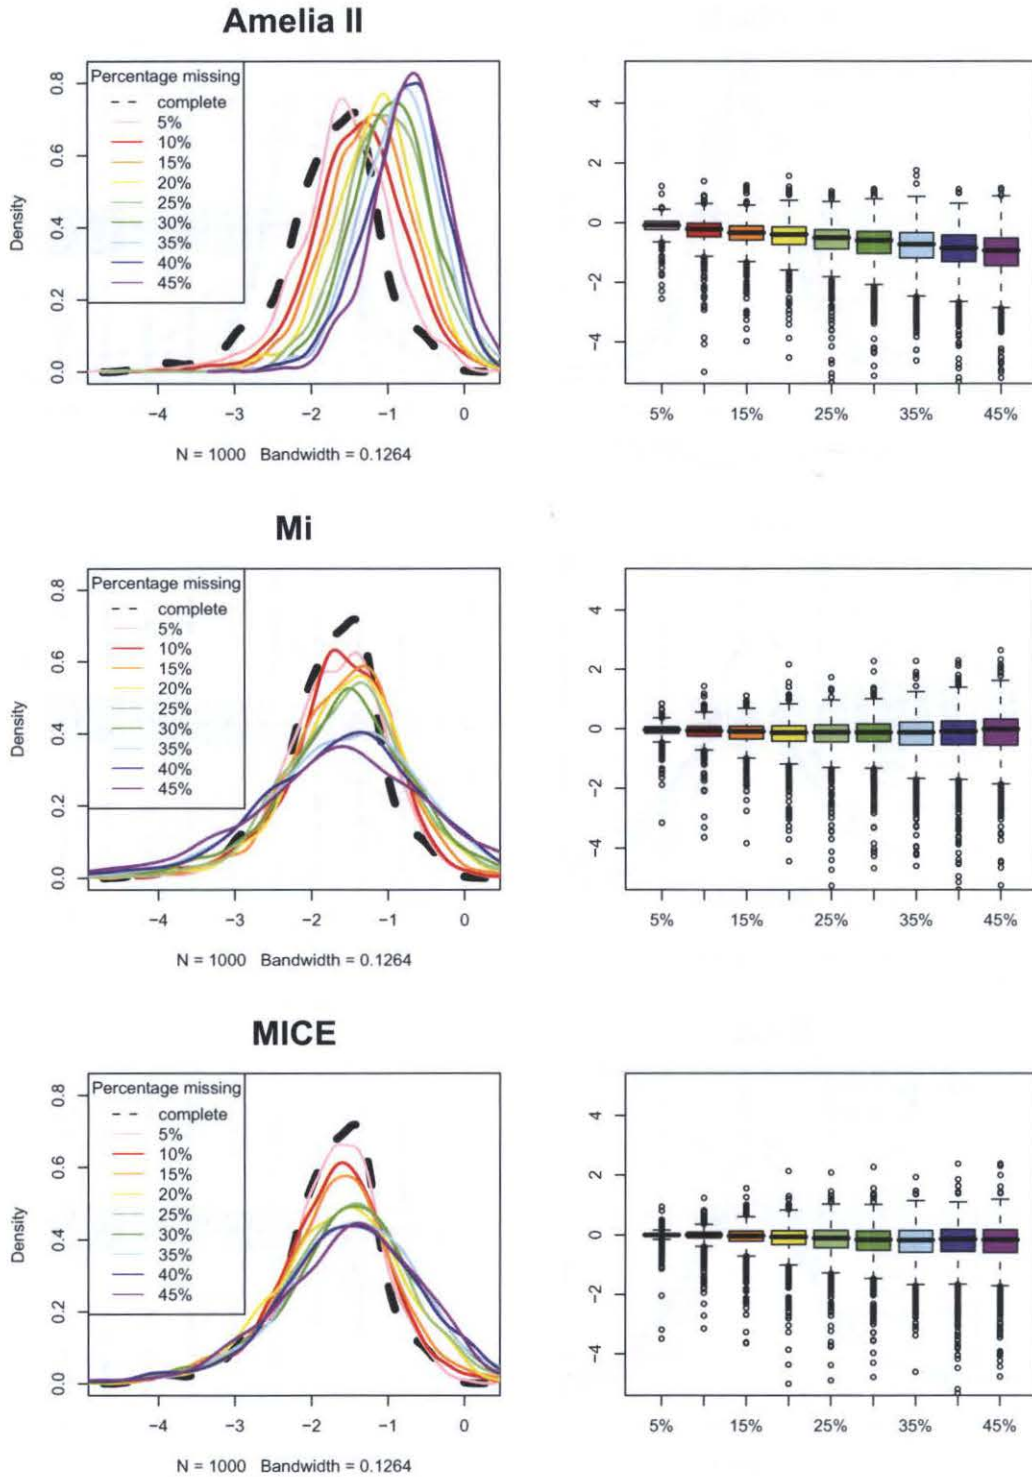 Amelia II
Density
0.0 0.2 0.4 0.6 0.8
Percentage missing
complete
5%
10%
15%
20%
25%
30%
35%
40%
45%
−4 −3 −2 −1 0
N = 1000 Bandwidth = 0.1264
−4 −2 0 2 4
5% 15% 25% 35% 45%
Mi
Density
0.0 0.2 0.4 0.6 0.8
Percentage missing
complete
5%
10%
15%
20%
25%
30%
35%
40%
45%
−4 −3 −2 −1 0
N = 1000 Bandwidth = 0.1264
−4 −2 0 2 4
5% 15% 25% 35% 45%
MICE
Density
0.0 0.2 0.4 0.6 0.8
Percentage missing
complete
5%
10%
15%
20%
25%
30%
35%
40%
45%
−4 −3 −2 −1 0
N = 1000 Bandwidth = 0.1264
−4 −2 0 2 4
5% 15% 25% 35% 45%